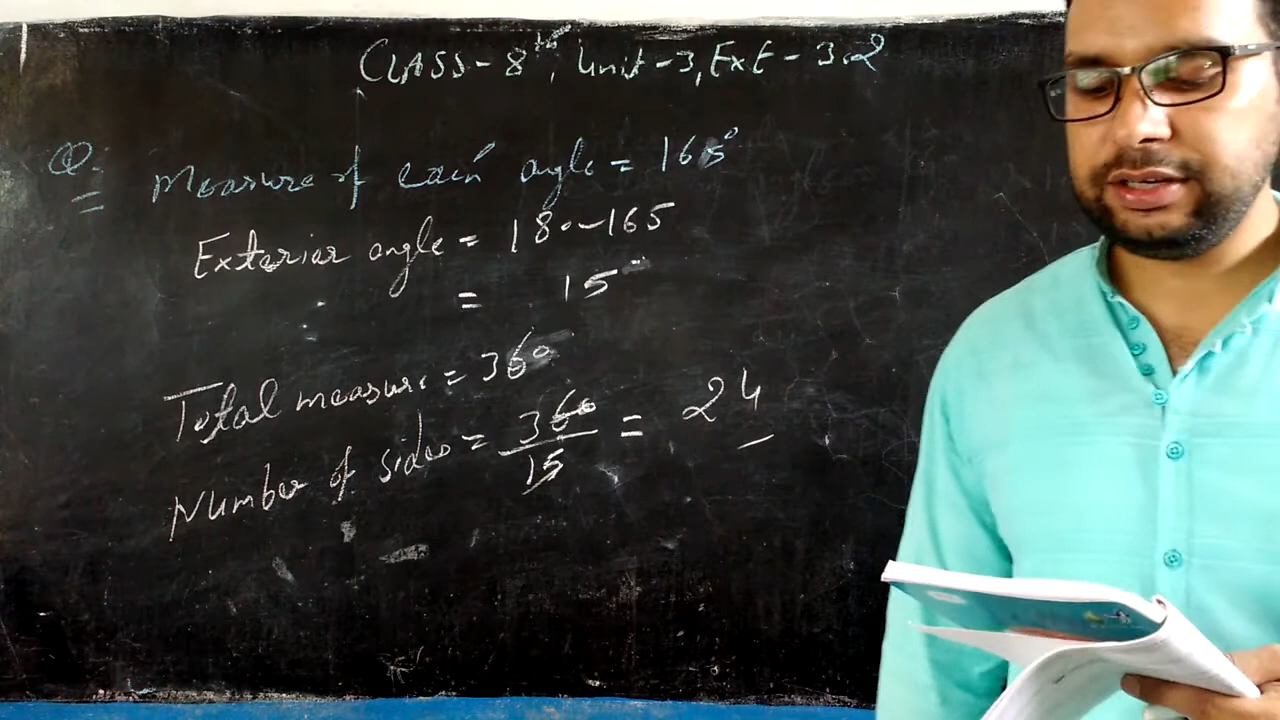 CLASS-8th, Unit-3, Ext-3.2
Q. Measure of each angle = 165°
Exterior angle = 180-165
= 15
Total measure = 360
Number of sides = 360/15 = 24